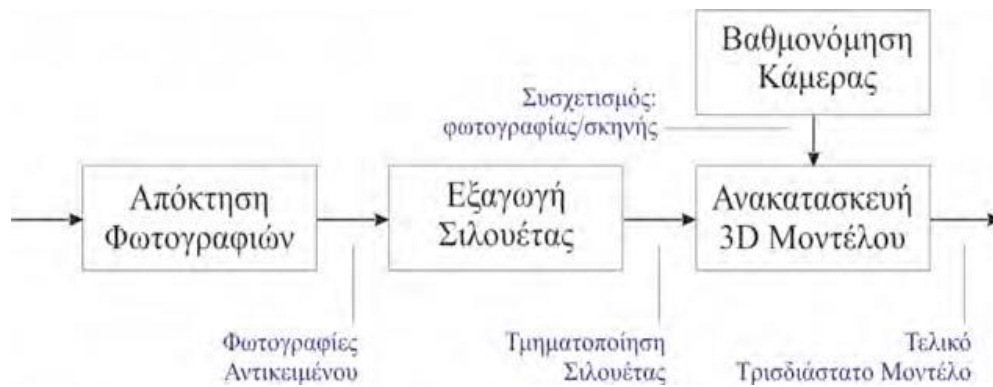 Βαθμονόμηση
Κάμερας
Συσχετισμός:
φωτογραφίας/σκηνής
Απόκτηση
Φωτογραφιών
Εξαγωγή
Σιλουέτας
Ανακατασκευή
3D Μοντέλου
Φωτογραφίες
Αντικειμένου
Τμηματοποίηση
Σιλουέτας
Τελικό
Τρισδιάστατο Μοντέλο